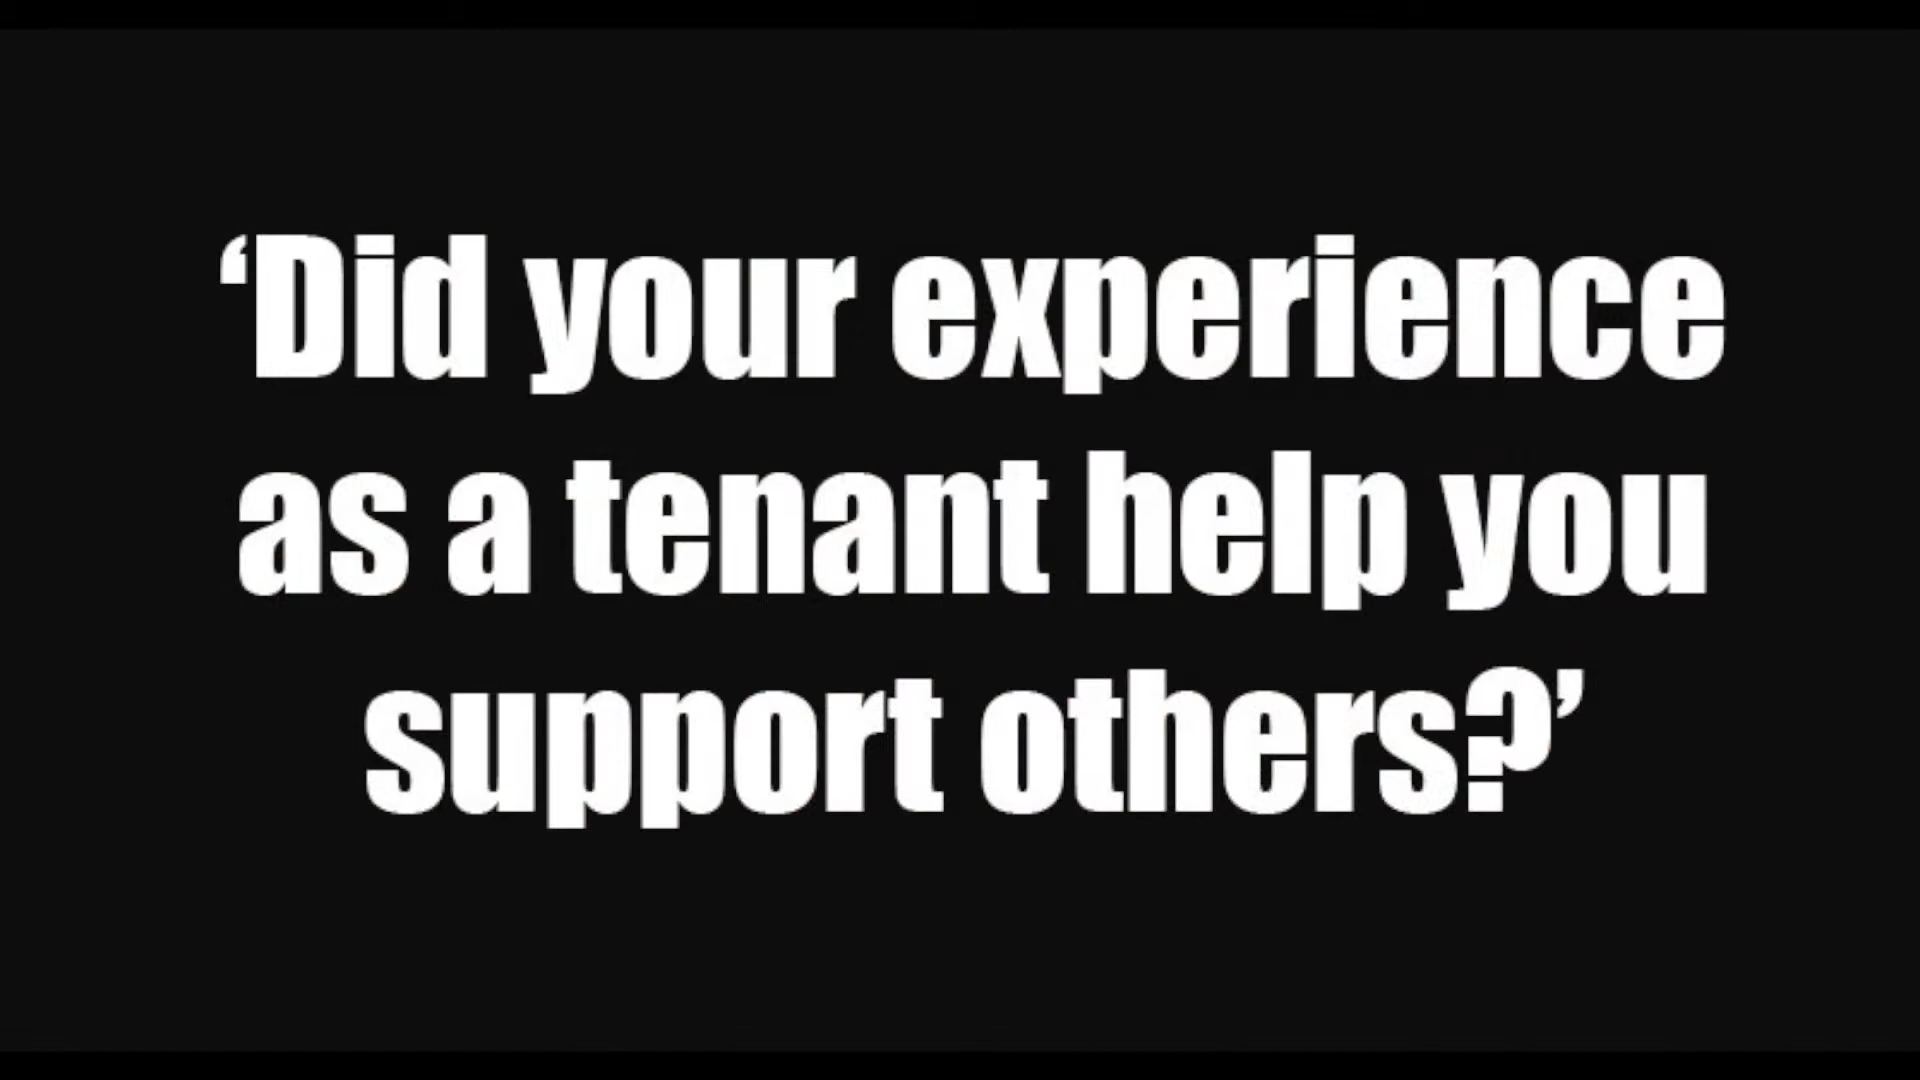 ‘Did your experience
as a tenant help you
support others?’